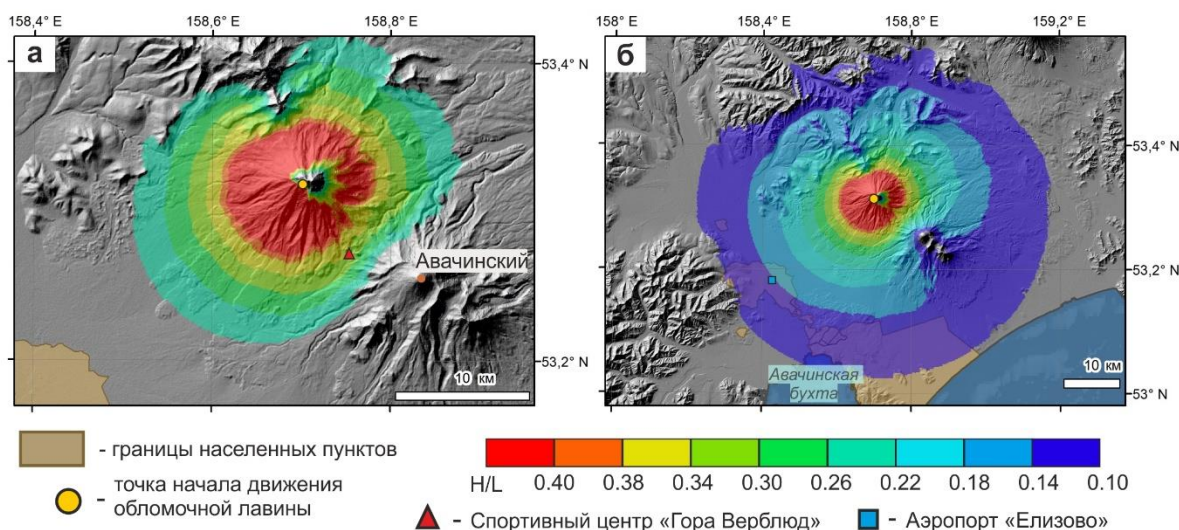 158,4° 158,6° 158,8° 158° 158,4° 158,8° 159,2° E
а
б
53,4° N
53,4° N
Авачинский
53,2° N
53,2° N
10 км
10 км
Авачинская
бухта
53° N
- границы населенных пунктов
- точка начала движения
обломочной лавины
H/L 0.40 0.38 0.34 0.30 0.26 0.22 0.18 0.14 0.10
- Спортивный центр «Гора Верблюд»
- Аэропорт «Елизово»